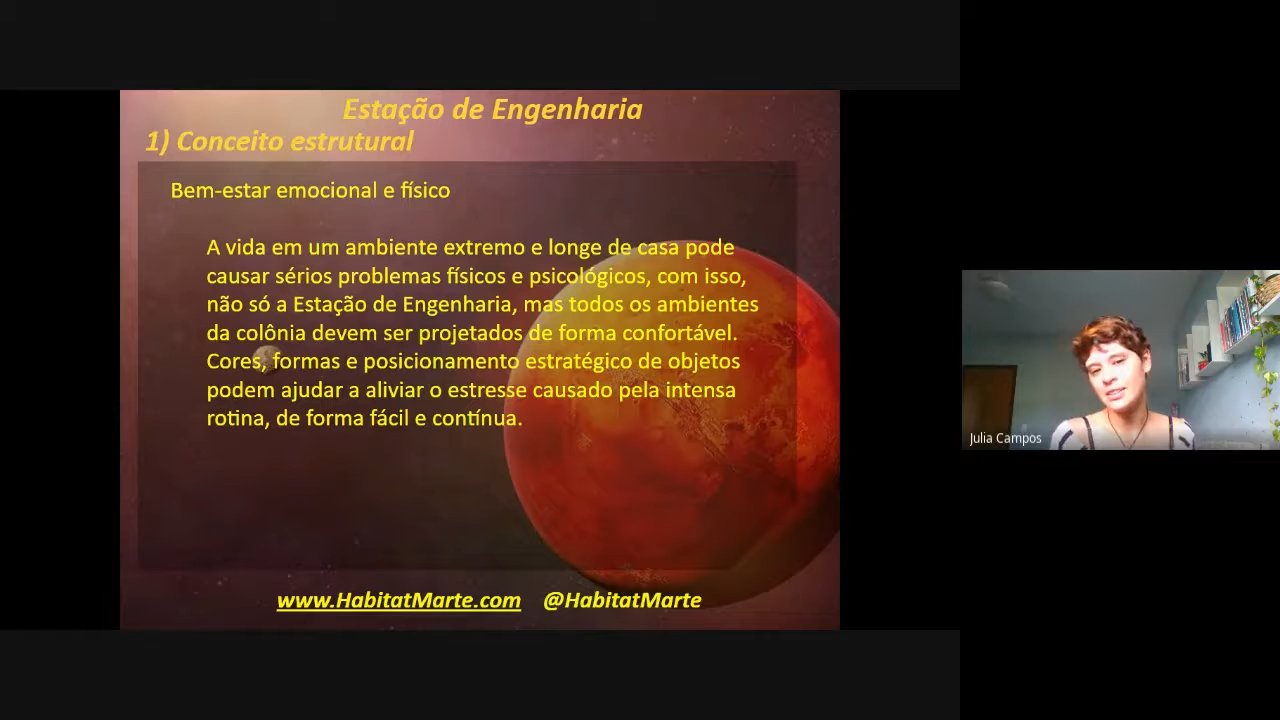 Estação de Engenharia
1) Conceito estrutural
Bem-estar emocional e físico
A vida em um ambiente extremo e longe de casa pode
causar sérios problemas físicos e psicológicos, com isso,
não só a Estação de Engenharia, mas todos os ambientes
da colônia devem ser projetados de forma confortável.
Cores, formas e posicionamento estratégico de objetos
podem ajudar a aliviar o estresse causado pela intensa
rotina, de forma fácil e contínua.
www.HabitatMarte.com @HabitatMarte
Julia Campos